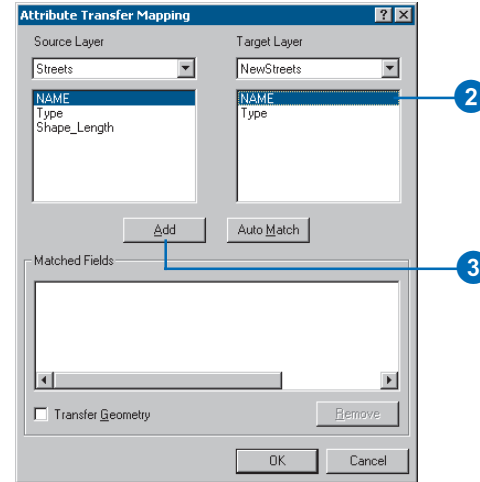 Attribute Transfer Mapping
Source Layer Target Layer
Streets NewStreets
NAME NAME
Type Type
Shape_Length
2
Add Auto Match
3
Matched Fields
Transfer Geometry Remove
OK Cancel